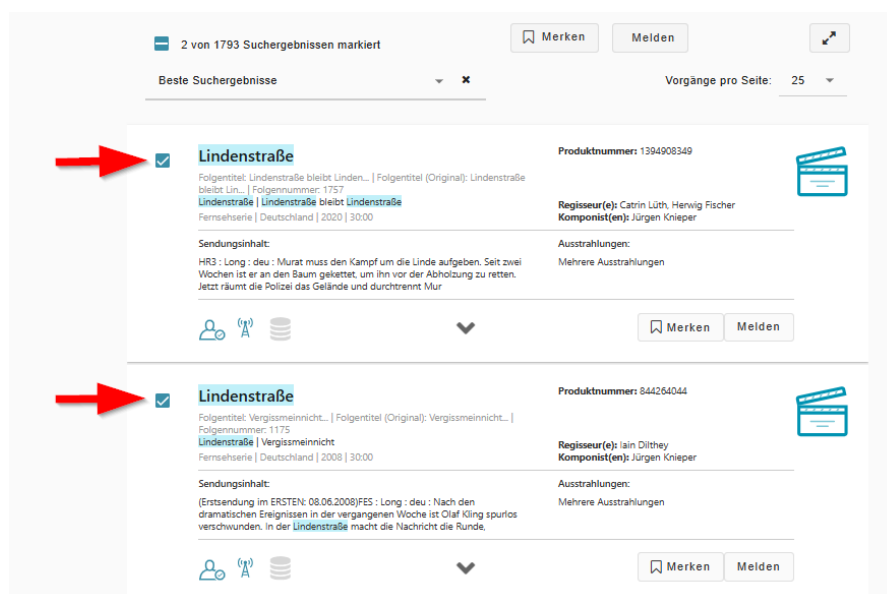 2 von 1793 Suchergebnissen markiert
Merken
Melden
Beste Suchergebnisse
Vorgänge pro Seite: 25
Lindenstraße
Produktnummer: 1394908349
Folgentitel: Lindenstraße bleibt Linden... | Folgentitel (Original): Lindenstraße
bleibt Lin... | Folgennummer: 1757
Lindenstraße | Lindenstraße bleibt Lindenstraße
Fernsehserie | Deutschland | 2020 | 30:00
Regisseur(e): Catrin Lüth, Herwig Fischer
Komponist(en): Jürgen Knieper
Sendungsinhalt:
HR3 : Long : deu : Murat muss den Kampf um die Linde aufgeben. Seit zwei
Wochen ist er an den Baum gekettet, um ihn vor der Abholzung zu retten.
Jetzt räumt die Polizei das Gelände und durchtrennt Mur
Ausstrahlungen:
Mehrere Ausstrahlungen
Merken
Melden
Lindenstraße
Produktnummer: 844264044
Folgentitel: Vergissmeinnicht... | Folgentitel (Original): Vergissmeinnicht... |
Folgennummer: 1175
Lindenstraße | Vergissmeinnicht
Fernsehserie | Deutschland | 2008 | 30:00
Regisseur(e): Iain Dilthey
Komponist(en): Jürgen Knieper
Sendungsinhalt:
(Erstsendung im ERSTEN: 08.06.2008)FES : Long : deu : Nach den
dramatischen Ereignissen in der vergangenen Woche ist Olaf Kling spurlos
verschwunden. In der Lindenstraße macht die Nachricht die Runde,
Ausstrahlungen:
Mehrere Ausstrahlungen
Merken
Melden